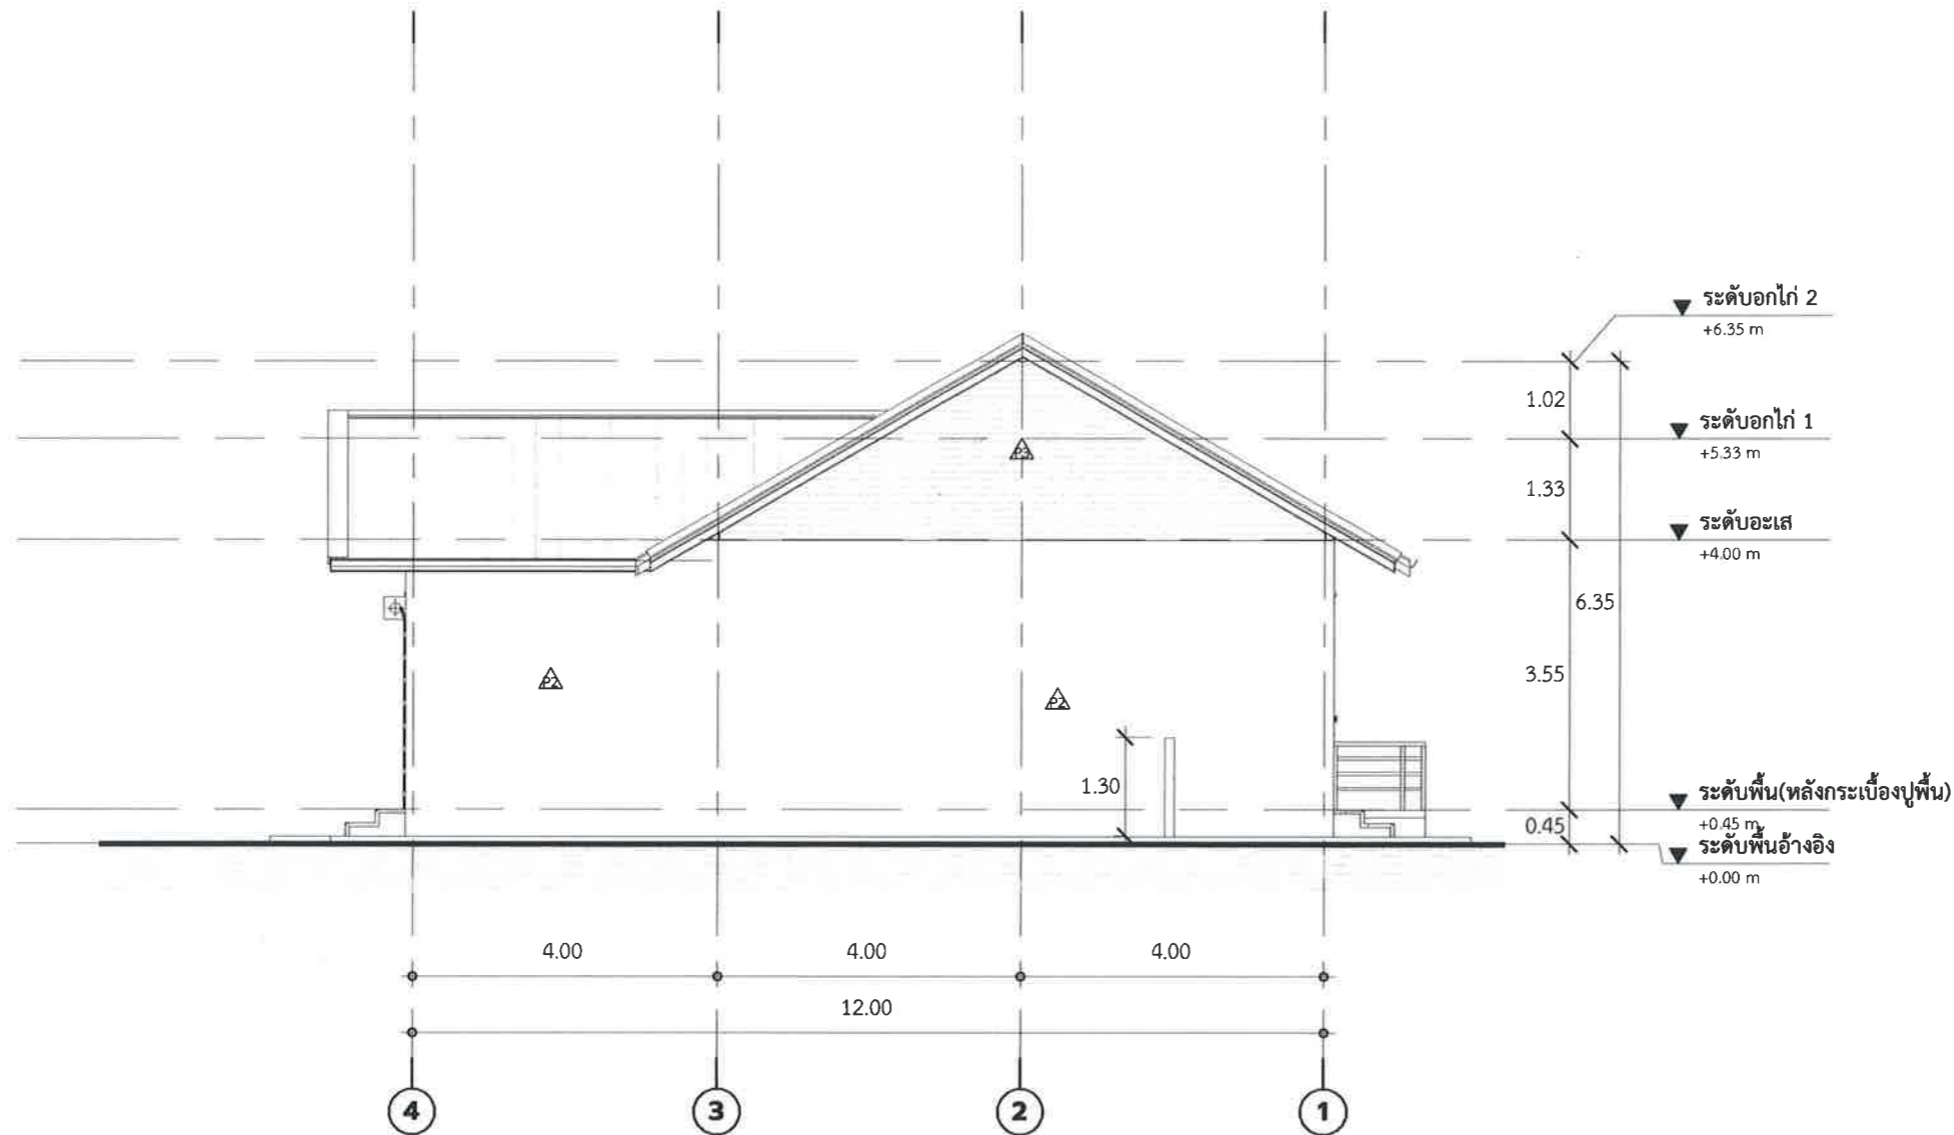 ระดับอกไก่ 2
+6.35 m
1.02
ระดับอกไก่ 1
+5.33 m
P3
1.33
ระดับอะเส
+4.00 m
6.35
3.55
P2
P2
1.30
ระดับพื้น(หลังกระเบื้องปูพื้น)
+0.45 m
0.45
ระดับพื้นอ้างอิง
+0.00 m
4.00 4.00 4.00
12.00
4 3 2 1